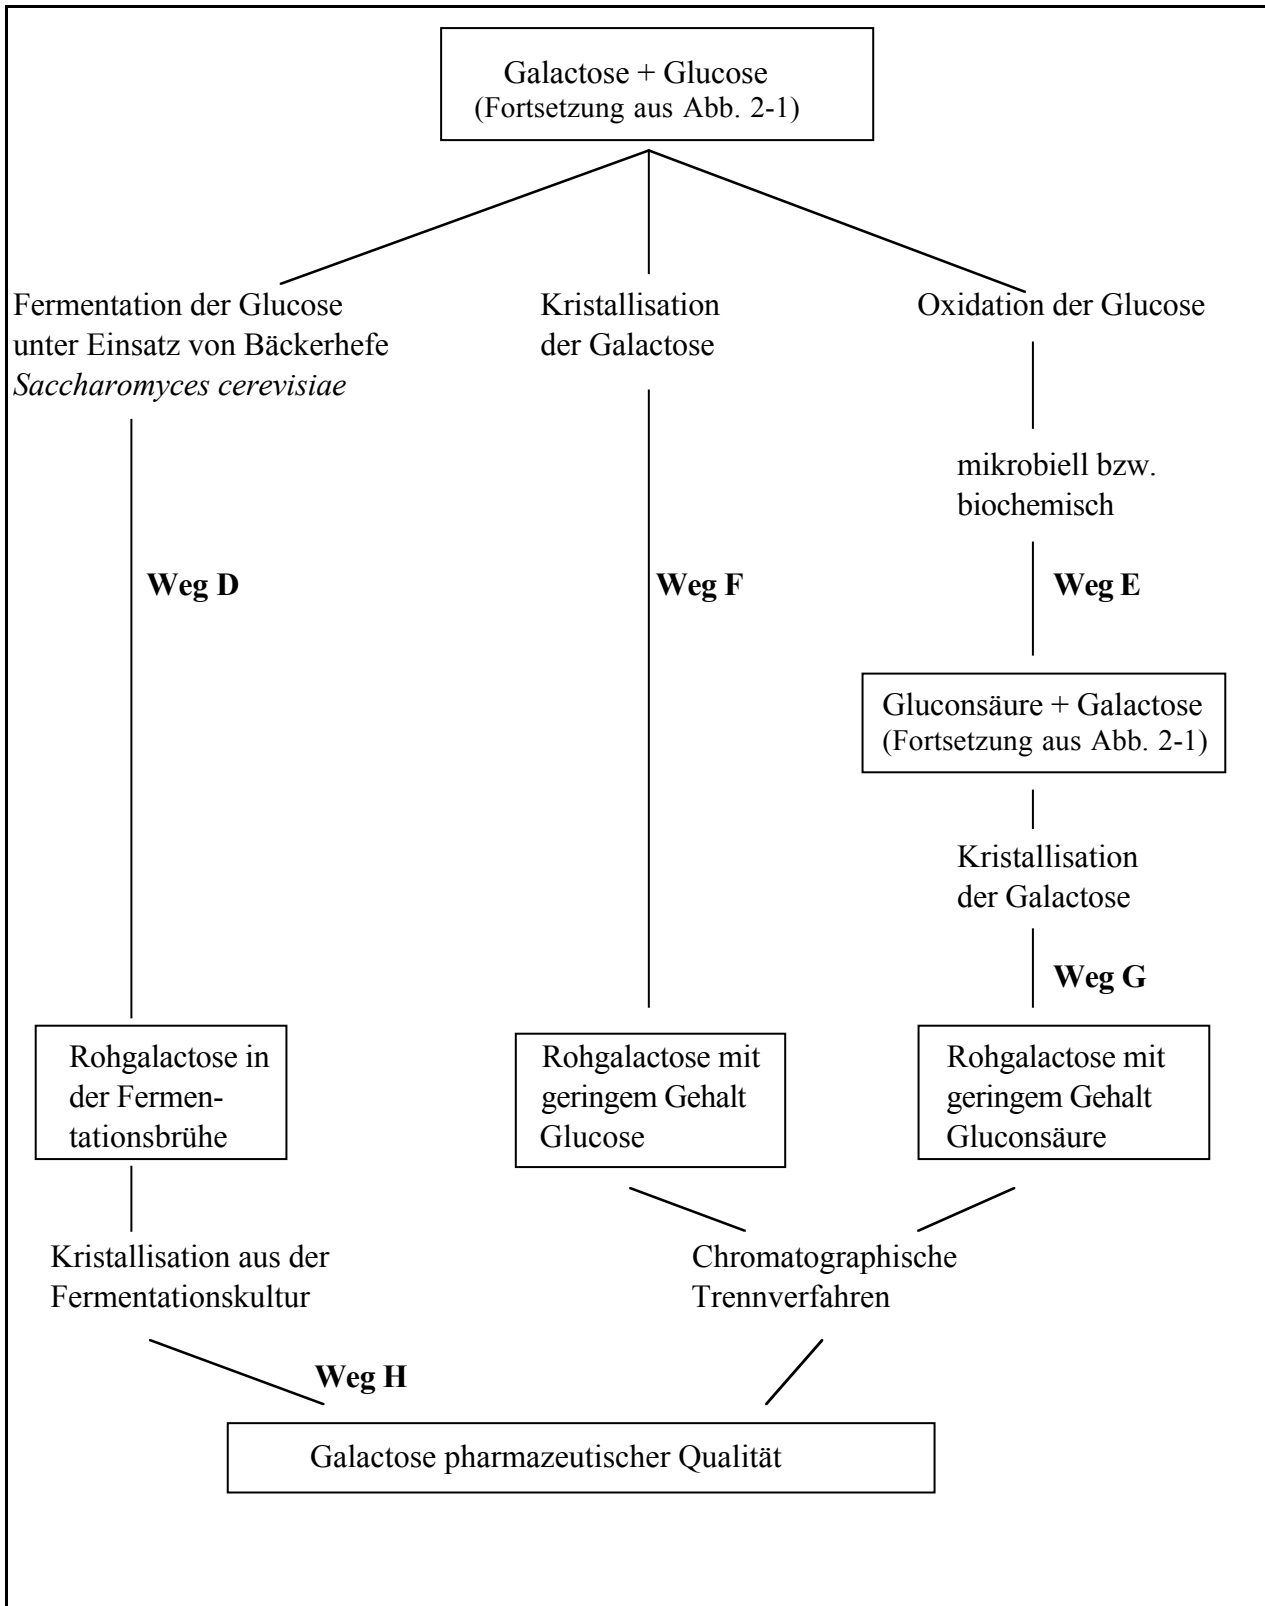 Galactose + Glucose
(Fortsetzung aus Abb. 2-1)
Fermentation der Glucose
unter Einsatz von Bäckerhefe
Saccharomyces cerevisiae
Kristallisation
der Galactose
Oxidation der Glucose
mikrobiell bzw.
biochemisch
Weg D
Weg F
Weg E
Gluconsäure + Galactose
(Fortsetzung aus Abb. 2-1)
Kristallisation
der Galactose
Weg G
Rohgalactose in
der Fermen-
tationsbrühe
Rohgalactose mit
geringem Gehalt
Glucose
Rohgalactose mit
geringem Gehalt
Gluconsäure
Kristallisation aus der
Fermentationskultur
Chromatographische
Trennverfahren
Weg H
Galactose pharmazeutischer Qualität